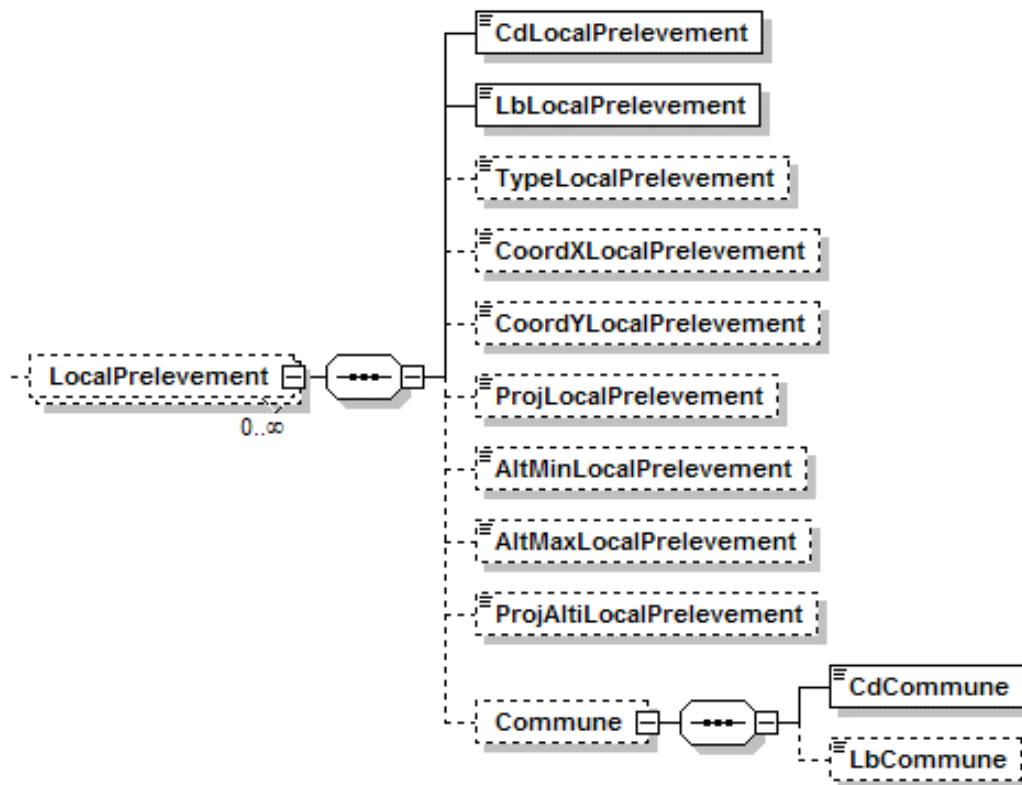 CdLocalPrelevement
LbLocalPrelevement
TypeLocalPrelevement
CoordXLocalPrelevement
CoordYLocalPrelevement
LocalPrelevement
0..∞
ProjLocalPrelevement
AltMinLocalPrelevement
AltMaxLocalPrelevement
ProjAltiLocalPrelevement
Commune
CdCommune
LbCommune